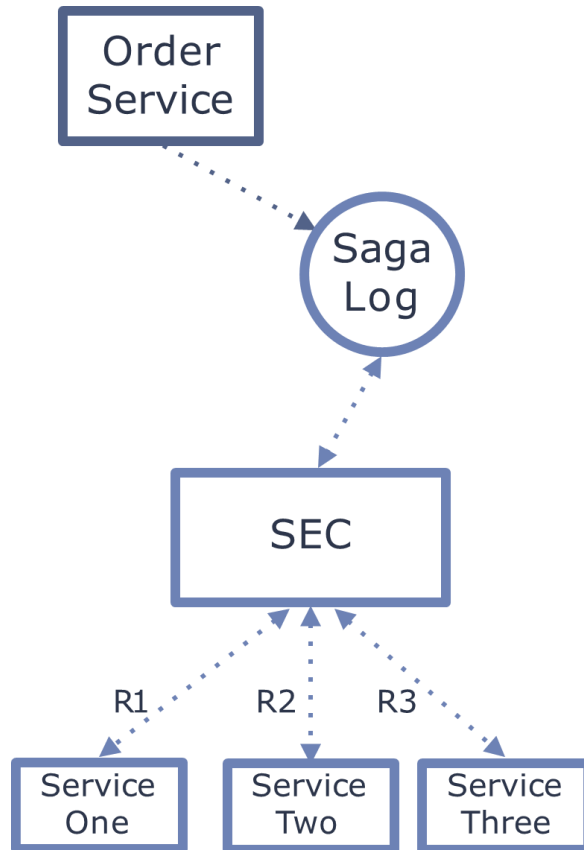 Order
Service
Saga
Log
SEC
R1
R2
R3
Service
One
Service
Two
Service
Three